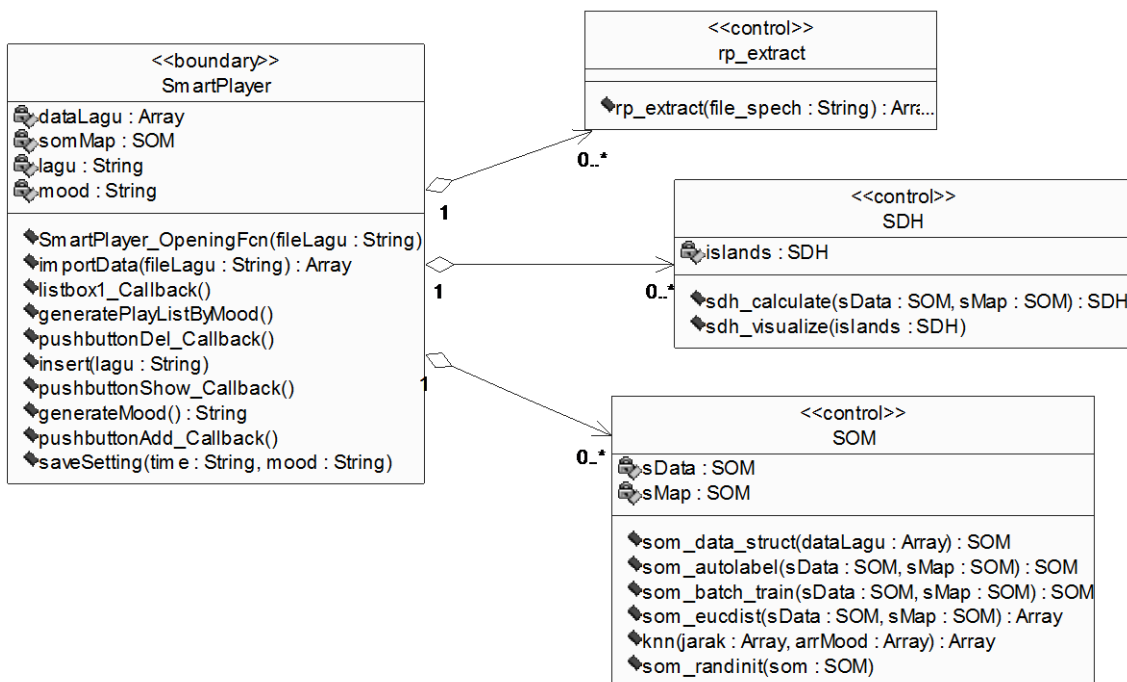 <<boundary>>
SmartPlayer
dataLagu : Array
somMap : SOM
lagu : String
mood : String
SmartPlayer_OpeningFcn(fileLagu : String)
importData(fileLagu : String) : Array
listbox1_Callback()
generatePlayListByMood()
pushbuttonDel_Callback()
insert(lagu : String)
pushbuttonShow_Callback()
generateMood() : String
pushbuttonAdd_Callback()
saveSetting(time : String, mood : String)
1
0..*
1
0..*
1
0..*
<<control>>
rp_extract
rp_extract(file_spech : String) : Arr...
<<control>>
SDH
islands : SDH
sdh_calculate(sData : SOM, sMap : SOM) : SDH
sdh_visualize(islands : SDH)
<<control>>
SOM
sData : SOM
sMap : SOM
som_data_struct(dataLagu : Array) : SOM
som_autolabel(sData : SOM, sMap : SOM) : SOM
som_batch_train(sData : SOM, sMap : SOM) : SOM
som_eucdist(sData : SOM, sMap : SOM) : Array
knn(jarak : Array, arrMood : Array) : Array
som_randinit(som : SOM)